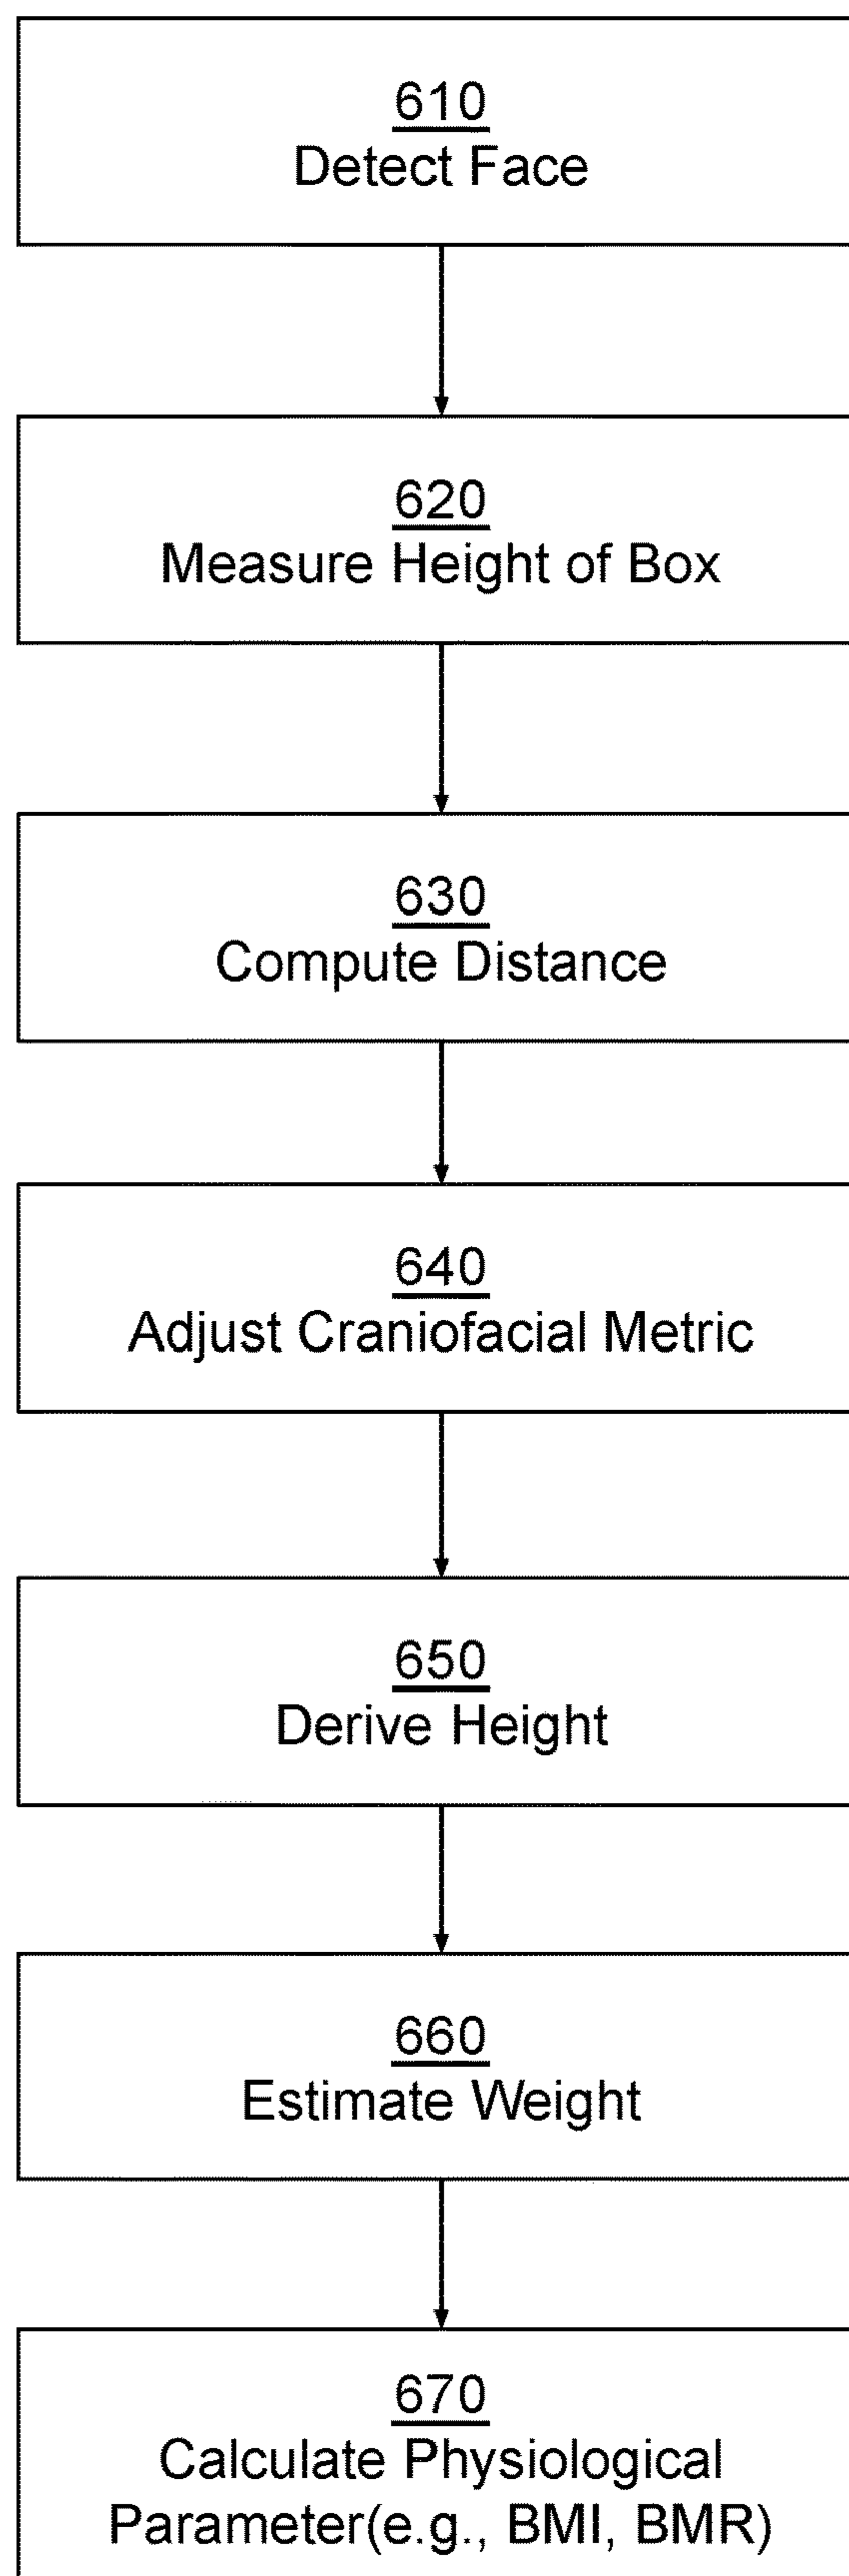 610
Detect Face
620
Measure Height of Box
630
Compute Distance
640
Adjust Craniofacial Metric
650
Derive Height
660
Estimate Weight
670
Calculate Physiological
Parameter(e.g., BMI, BMR)